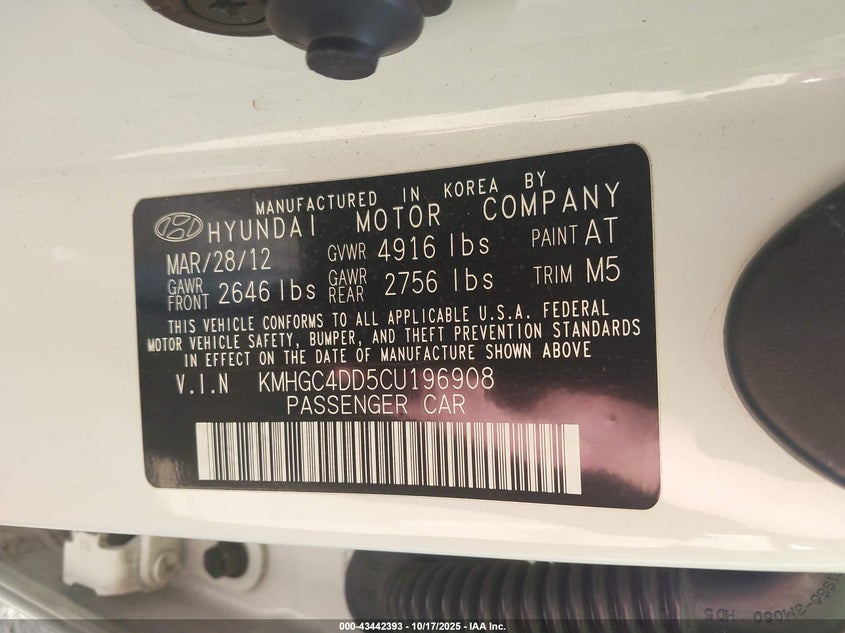 MANUFACTURED IN KOREA BY
HYUNDAI MOTOR COMPANY
MAR/28/12 GVWR 4916 lbs PAINT AT
GAWR FRONT 2646 lbs GAWR REAR 2756 lbs TRIM M5
THIS VEHICLE CONFORMS TO ALL APPLICABLE U.S.A. FEDERAL
MOTOR VEHICLE SAFETY, BUMPER, AND THEFT PREVENTION STANDARDS
IN EFFECT ON THE DATE OF MANUFACTURE SHOWN ABOVE
V.I.N KMHGC4DD5CU196908
PASSENGER CAR
000-43442393 - 10/17/2025 - IAA Inc.